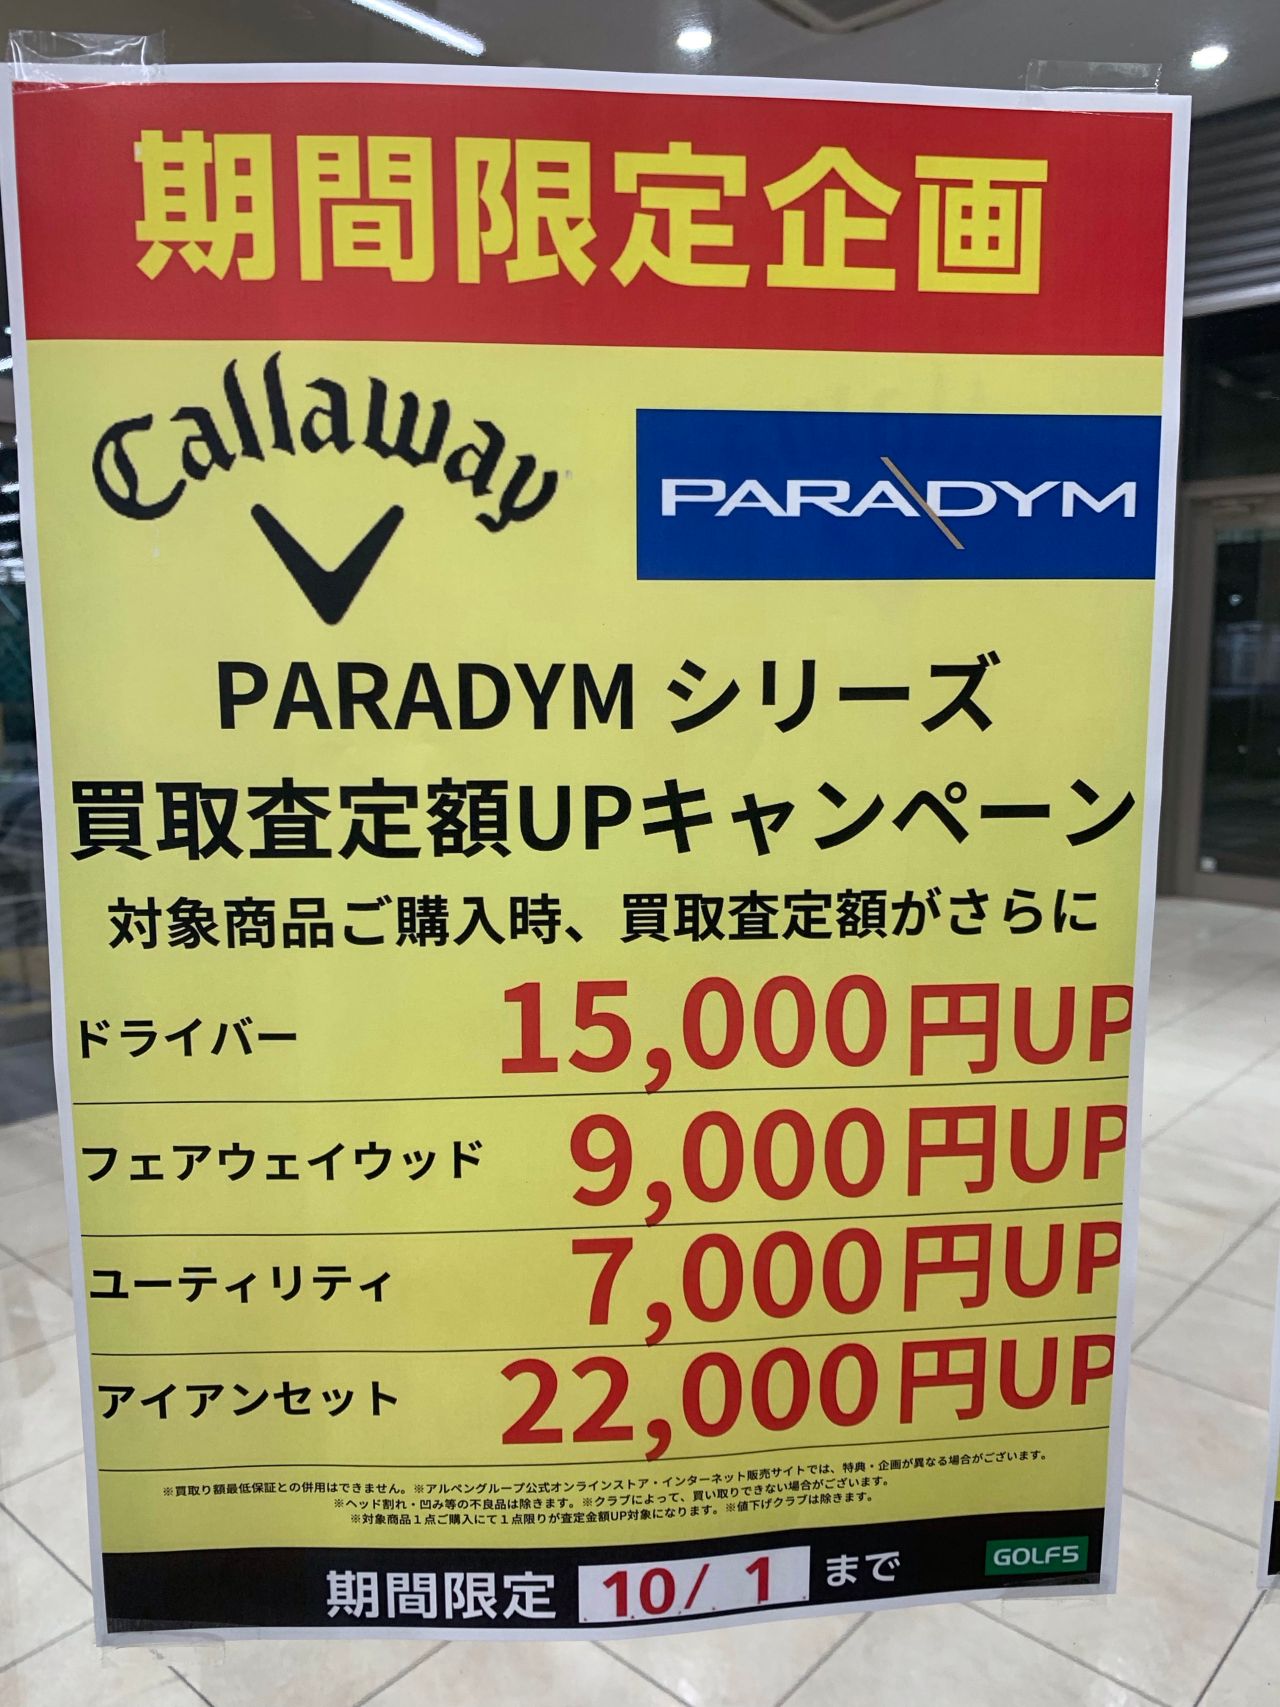 期間限定企画
Callaway
PARADYM
PARADYM シリーズ
買取査定額UPキャンペーン
対象商品ご購入時、買取査定額がさらに
ドライバー 15,000円UP
フェアウェイウッド 9,000円UP
ユーティリティ 7,000円UP
アイアンセット 22,000円UP
※買取り額最低保証との併用はできません。※アルペングループ公式オンラインストア・インターネット販売サイトでは、特典・企画が異なる場合がございます。
※ヘッド割れ・凹み等の不良品は除きます。※クラブによって、買い取りできない場合がございます。
※対象商品1点ご購入にて1点限りが査定金額UP対象になります。※値下げクラブは除きます。
期間限定 10/1 まで
GOLF5